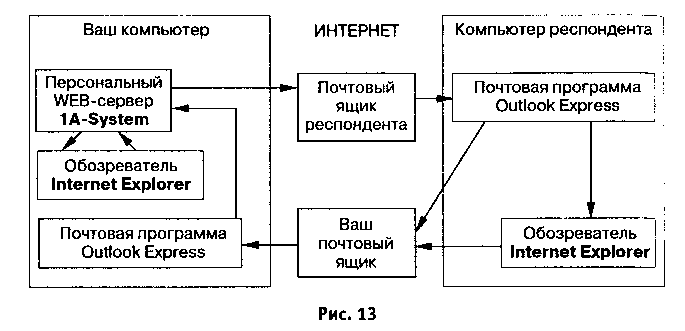 Ваш компьютер
ИНТЕРНЕТ
Компьютер респондента
Персональный
WEB-сервер
1A-System
Почтовый
ящик
респондента
Почтовая программа
Outlook Express
Обозреватель
Internet Explorer
Почтовая программа
Outlook Express
Ваш
почтовый
ящик
Обозреватель
Internet Explorer
Рис. 13